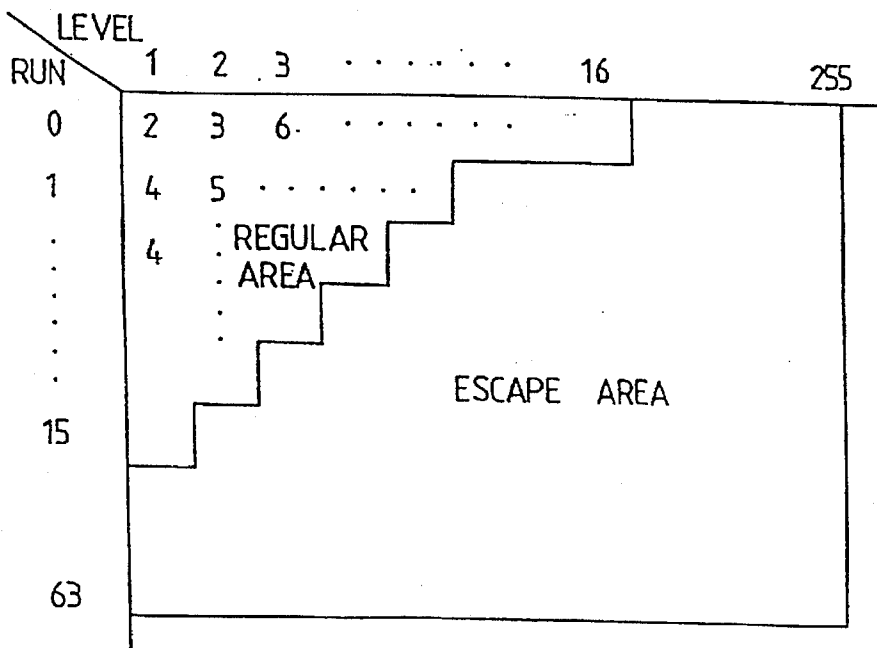 LEVEL
RUN 1 2 3 . . . . . . 16 255
0 2 3 6. . . . . . .
1 4 5 . . . . . .
4 REGULAR
AREA
ESCAPE AREA
15
63